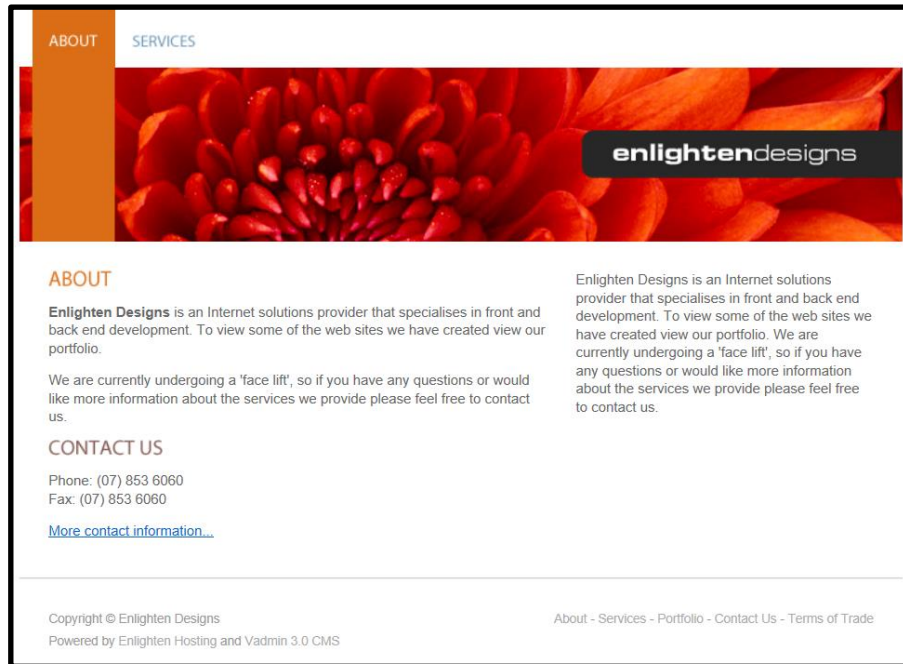 ABOUT SERVICES
enlightendesigns
ABOUT
Enlighten Designs is an Internet solutions provider that specialises in front and
back end development. To view some of the web sites we have created view our
portfolio.
We are currently undergoing a 'face lift', so if you have any questions or would
like more information about the services we provide please feel free to contact
us.
CONTACT US
Phone: (07) 853 6060
Fax: (07) 853 6060
More contact information...
Enlighten Designs is an Internet solutions
provider that specialises in front and back end
development. To view some of the web sites we
have created view our portfolio. We are
currently undergoing a 'face lift', so if you have
any questions or would like more information
about the services we provide please feel free
to contact us.
Copyright © Enlighten Designs
Powered by Enlighten Hosting and Vadmin 3.0 CMS
About - Services - Portfolio - Contact Us - Terms of Trade